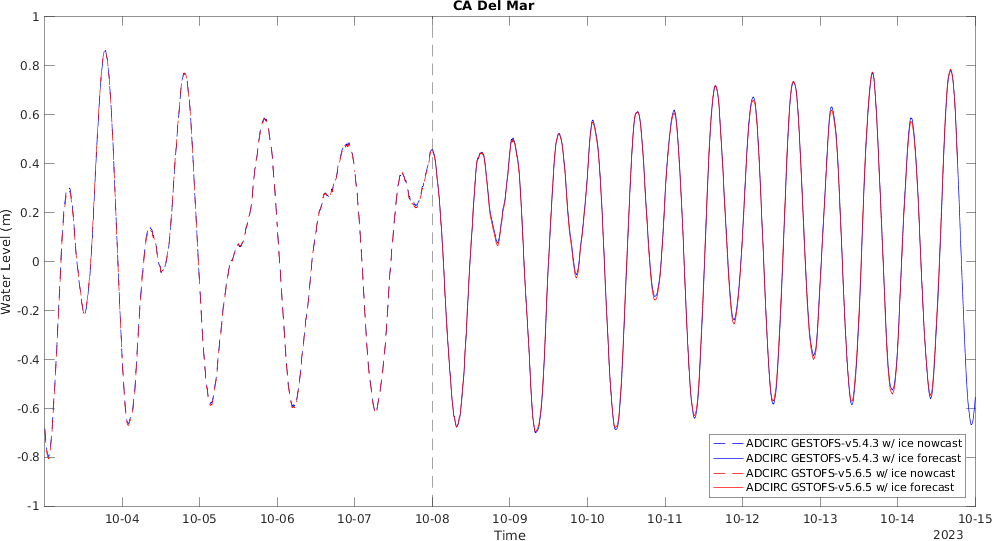 CA Del Mar
1
0.8
0.6
0.4
0.2
0
-0.2
-0.4
-0.6
-0.8
-1
Water Level (m)
10-04 10-05 10-06 10-07 10-08 10-09 10-10 10-11 10-12 10-13 10-14 10-15
Time
2023
ADCIRC GESTOFS-v5.4.3 w/ ice nowcast
ADCIRC GESTOFS-v5.4.3 w/ ice forecast
ADCIRC GSTOFS-v5.6.5 w/ ice nowcast
ADCIRC GSTOFS-v5.6.5 w/ ice forecast